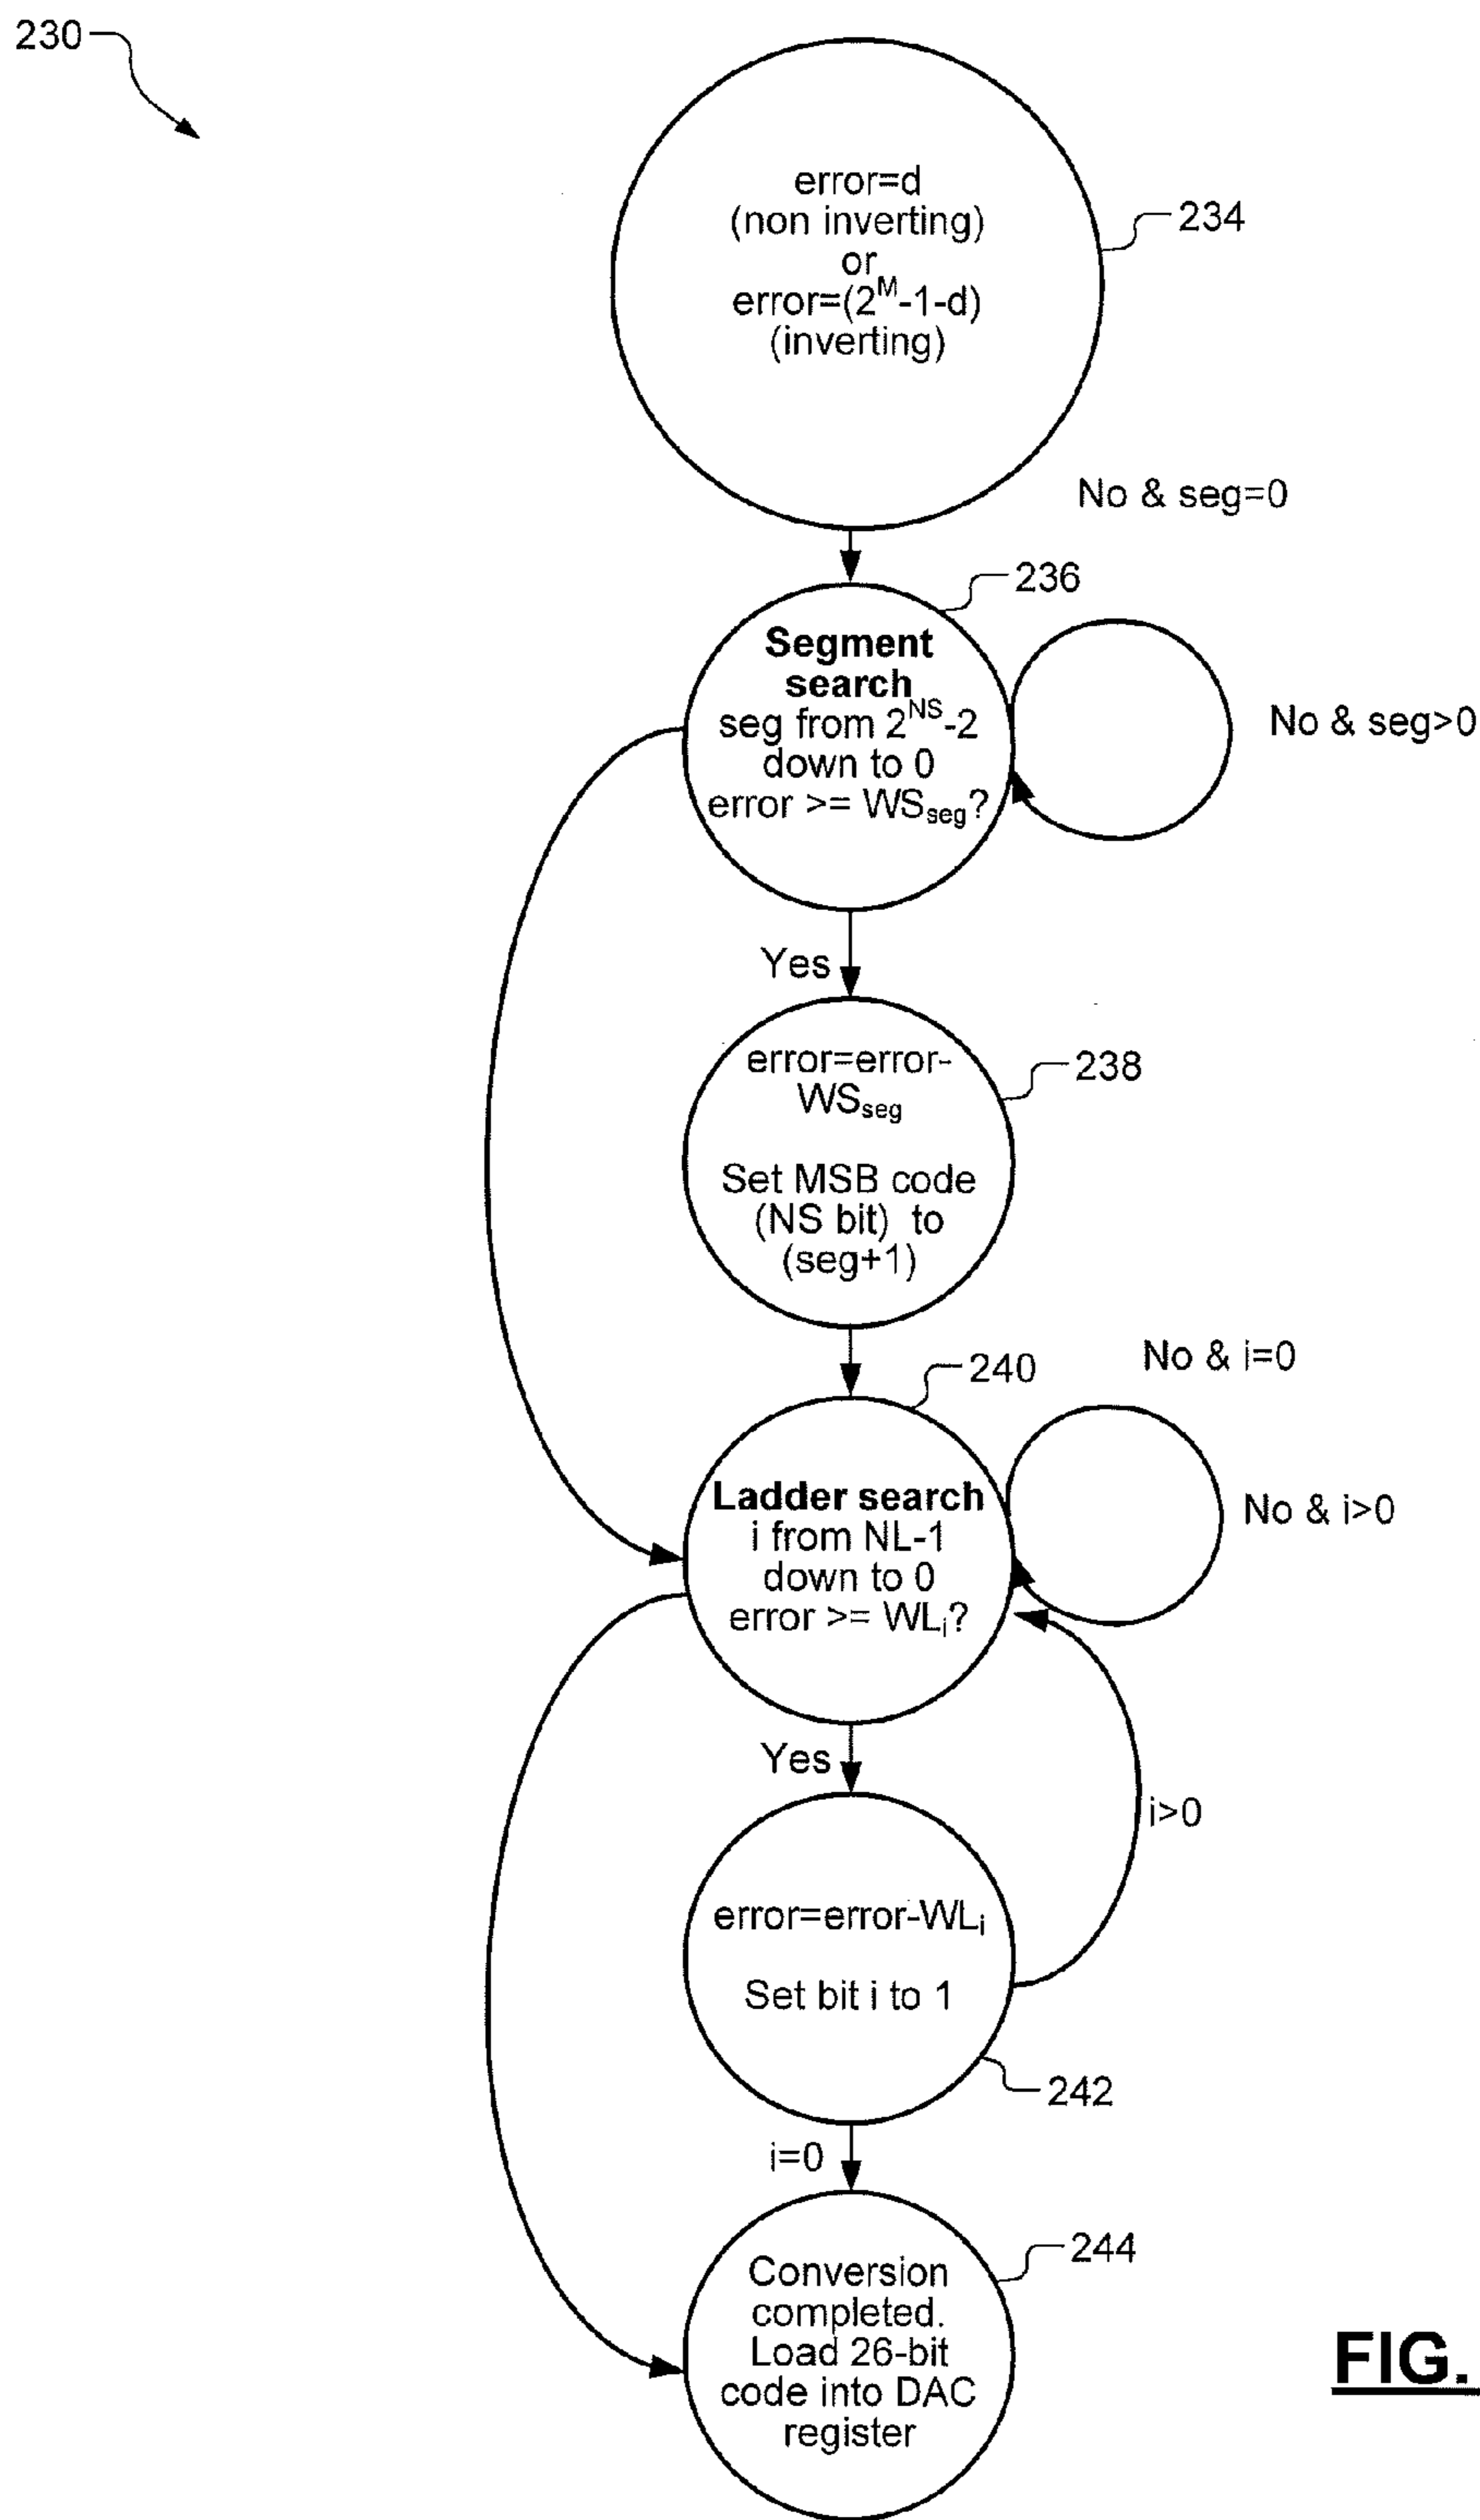 230
error=d
(non inverting)
or
error=(2^M-1-d)
(inverting)
234
No & seg=0
236
Segment
search
seg from 2^NS-2
down to 0
error >= WS_seg?
No & seg>0
Yes
error=error-
WS_seg
Set MSB code
(NS bit) to
(seg+1)
238
No & i=0
240
Ladder search
i from NL-1
down to 0
error >= WL_i?
No & i>0
Yes
i>0
error=error-WL_i
Set bit i to 1
242
i=0
244
Conversion
completed.
Load 26-bit
code into DAC
register
FIG.